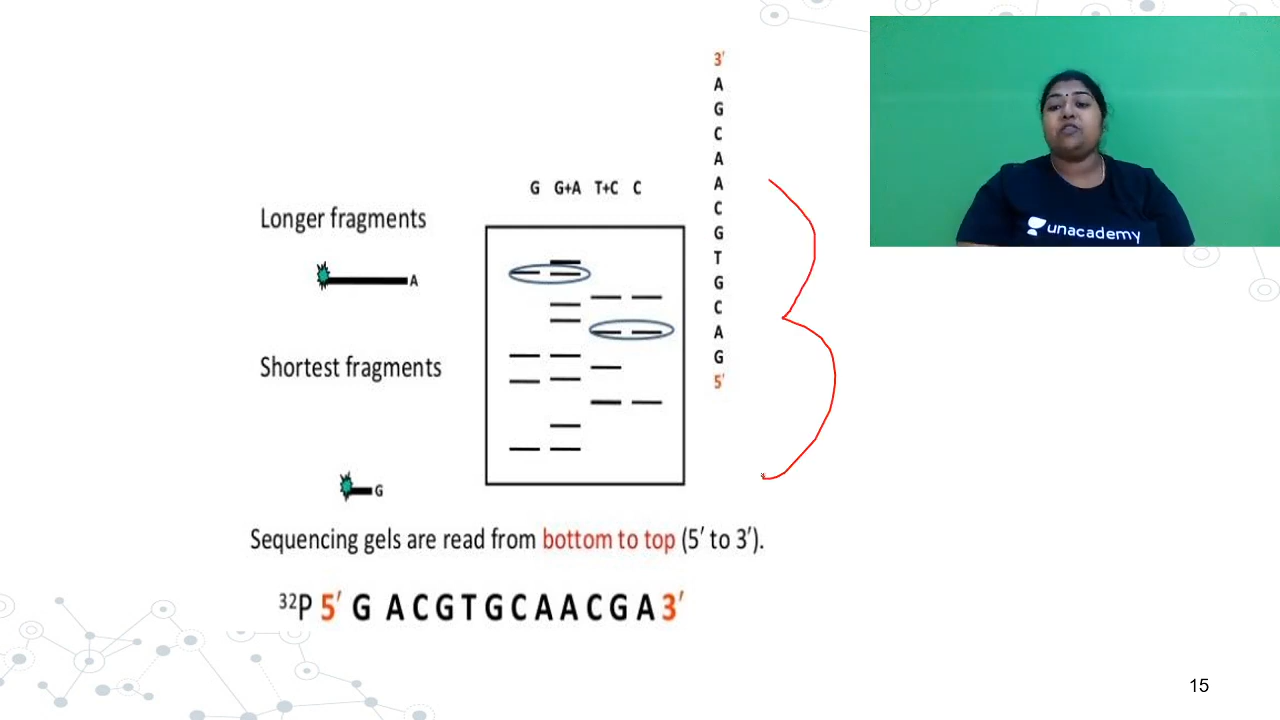 3′
A
G
C
A
A
C
G
T
G
C
A
G
5′
G G+A T+C C
Longer fragments
A
Shortest fragments
G
Sequencing gels are read from bottom to top (5′ to 3′).
32P 5′ G A C G T G C A A C G A 3′
unacademy
15